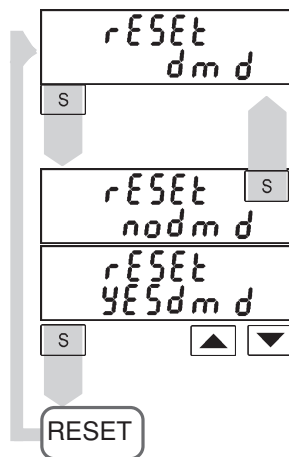 rESEt
dmd
S
rESEt
S
nodmd
rESEt
YESdmd
S
RESET